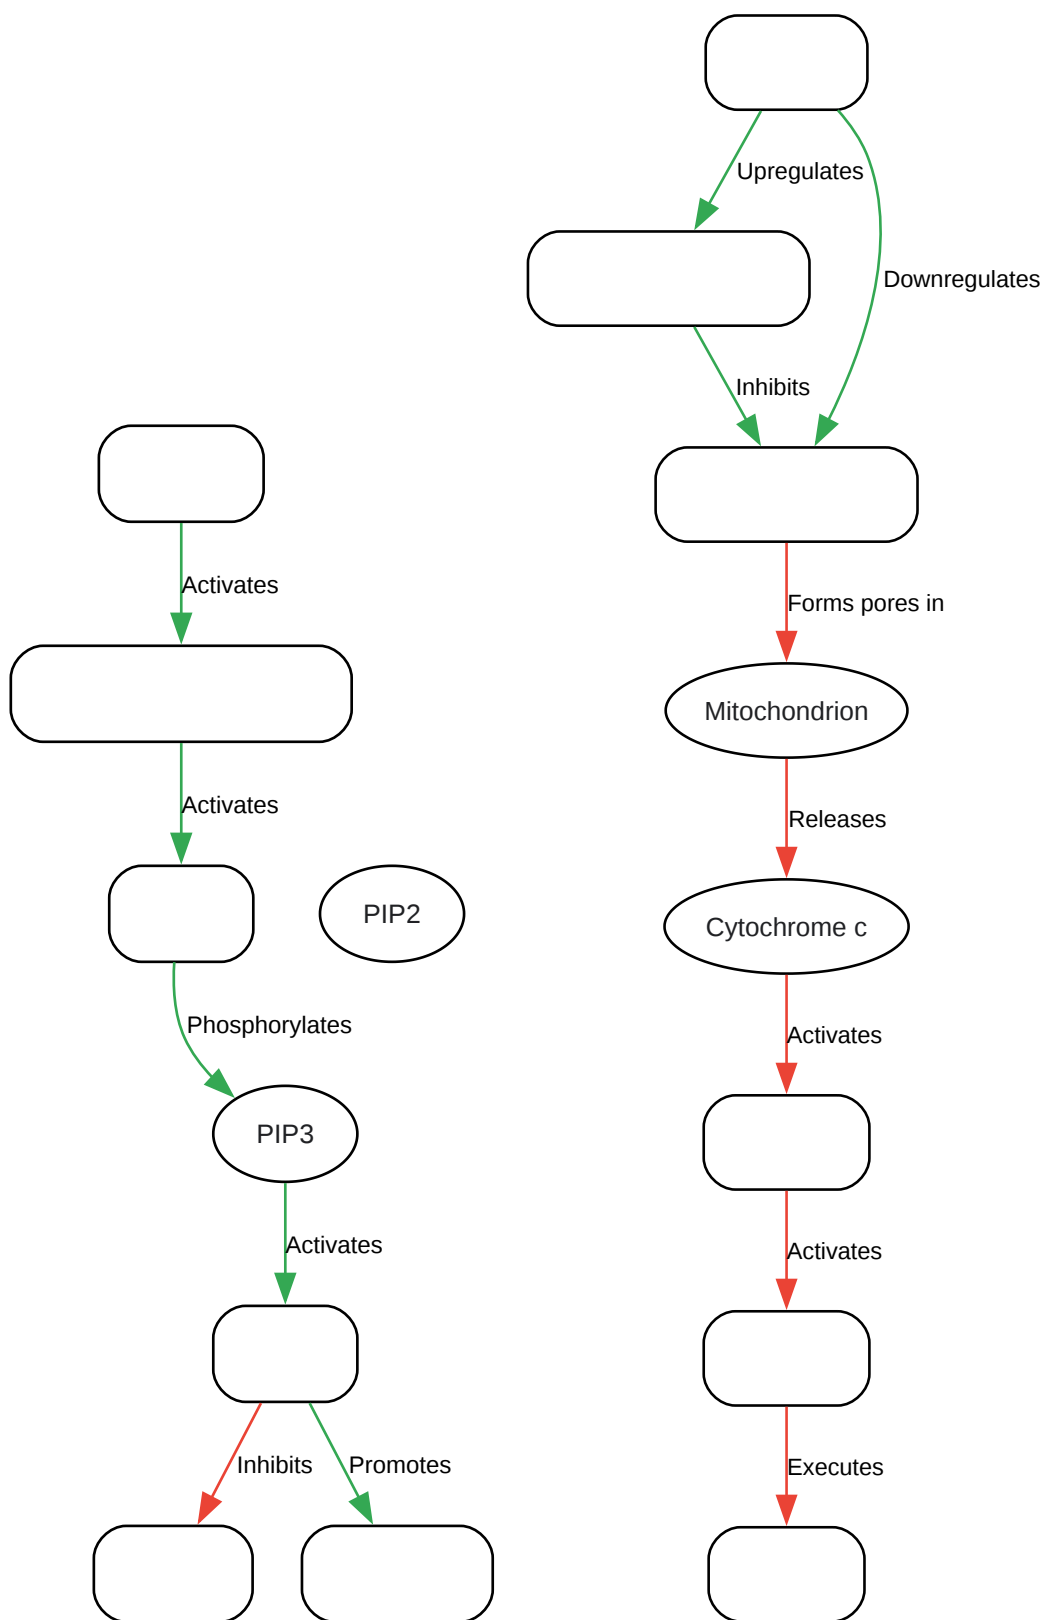 Upregulates
Downregulates
Inhibits
Forms pores in
Mitochondrion
Releases
Cytochrome c
Activates
Activates
Executes
Activates
Activates
PIP2
Phosphorylates
PIP3
Activates
Inhibits
Promotes